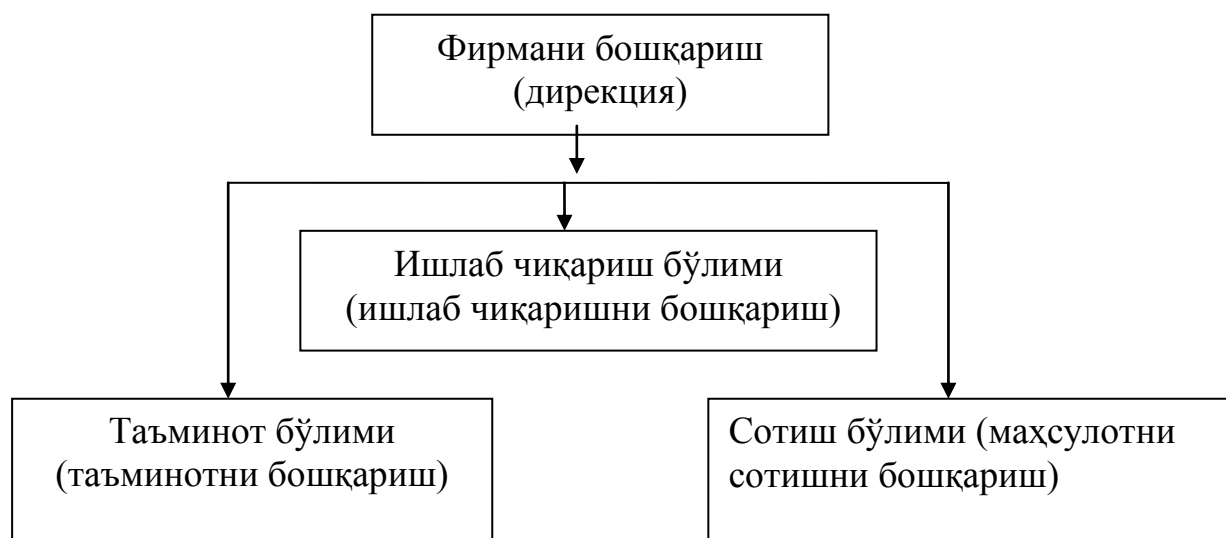 Фирмани бошқариш
(дирекция)
Ишлаб чиқариш бўлими
(ишлаб чиқаришни бошқариш)
Таъминот бўлими
(таъминотни бошқариш)
Сотиш бўлими (маҳсулотни
сотишни бошқариш)